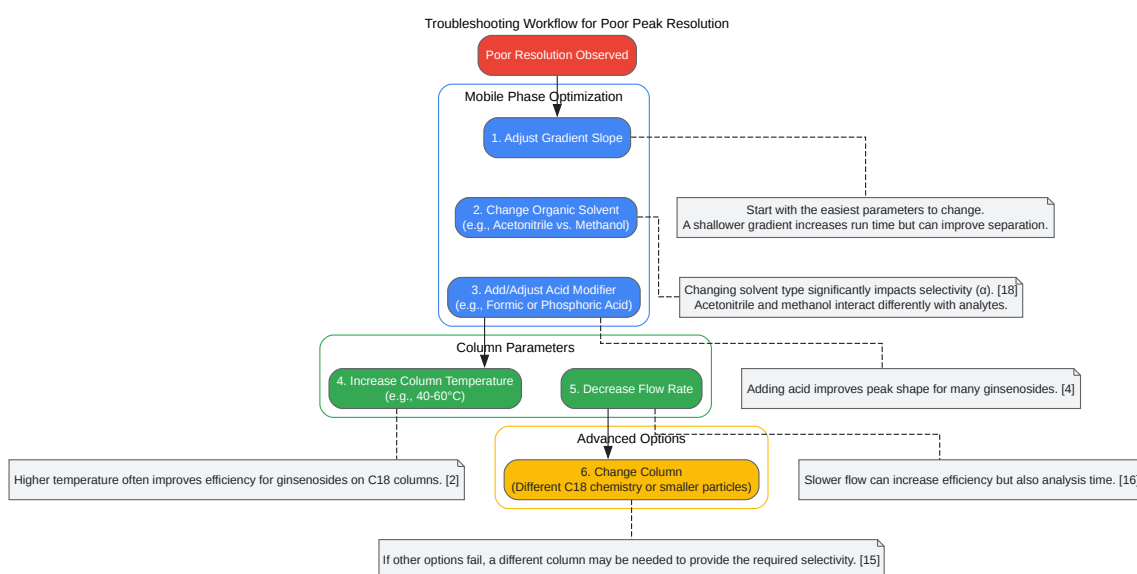 Troubleshooting Workflow for Poor Peak Resolution
Poor Resolution Observed
Mobile Phase Optimization
1. Adjust Gradient Slope
2. Change Organic Solvent
(e.g., Acetonitrile vs. Methanol)
Start with the easiest parameters to change.
A shallower gradient increases run time but can improve separation.
3. Add/Adjust Acid Modifier
(e.g., Formic or Phosphoric Acid)
Changing solvent type significantly impacts selectivity (α). [18]
Acetonitrile and methanol interact differently with analytes.
Column Parameters
4. Increase Column Temperature
(e.g., 40-60°C)
5. Decrease Flow Rate
Adding acid improves peak shape for many ginsenosides. [4]
Advanced Options
Higher temperature often improves efficiency for ginsenosides on C18 columns. [2]
6. Change Column
(Different C18 chemistry or smaller particles)
Slower flow can increase efficiency but also analysis time. [16]
If other options fail, a different column may be needed to provide the required selectivity. [15]